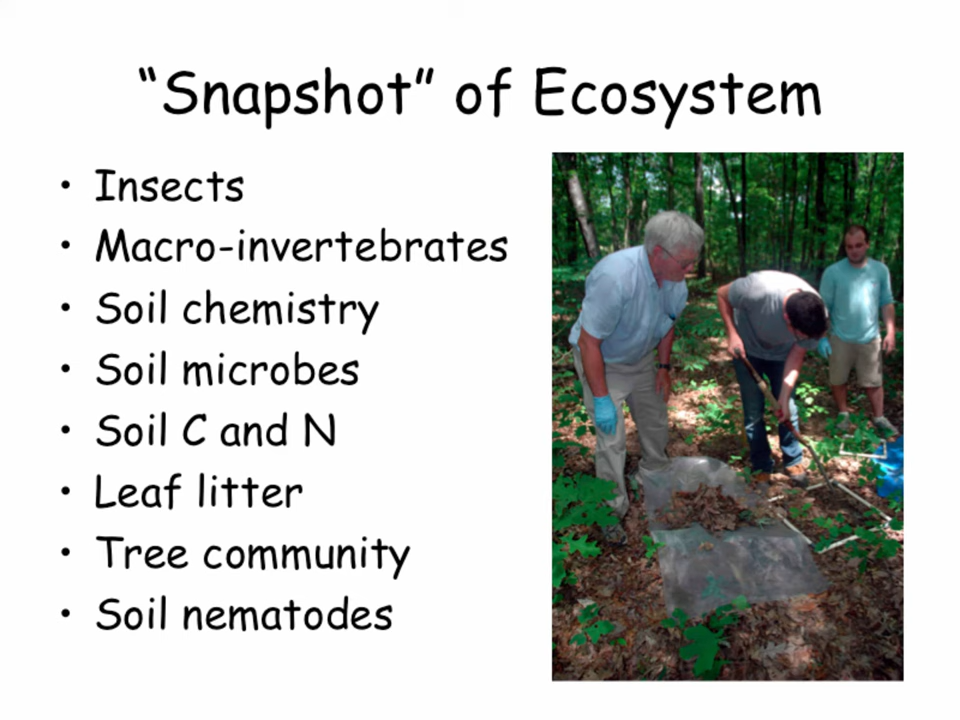 “Snapshot” of Ecosystem
• Insects
• Macro-invertebrates
• Soil chemistry
• Soil microbes
• Soil C and N
• Leaf litter
• Tree community
• Soil nematodes